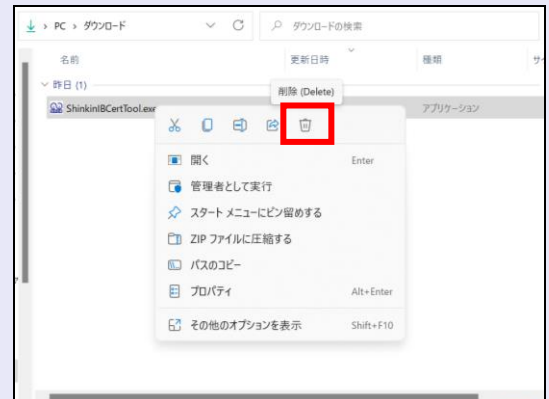 > PC > ダウンロード
ダウンロードの検索
名前 更新日時 種類
昨日 (1)
削除 (Delete)
ShinkinIBCertTool.exe アプリケーション
開く Enter
管理者として実行
スタート メニューにピン留めする
ZIP ファイルに圧縮する
パスのコピー
プロパティ Alt+Enter
その他のオプションを表示 Shift+F10